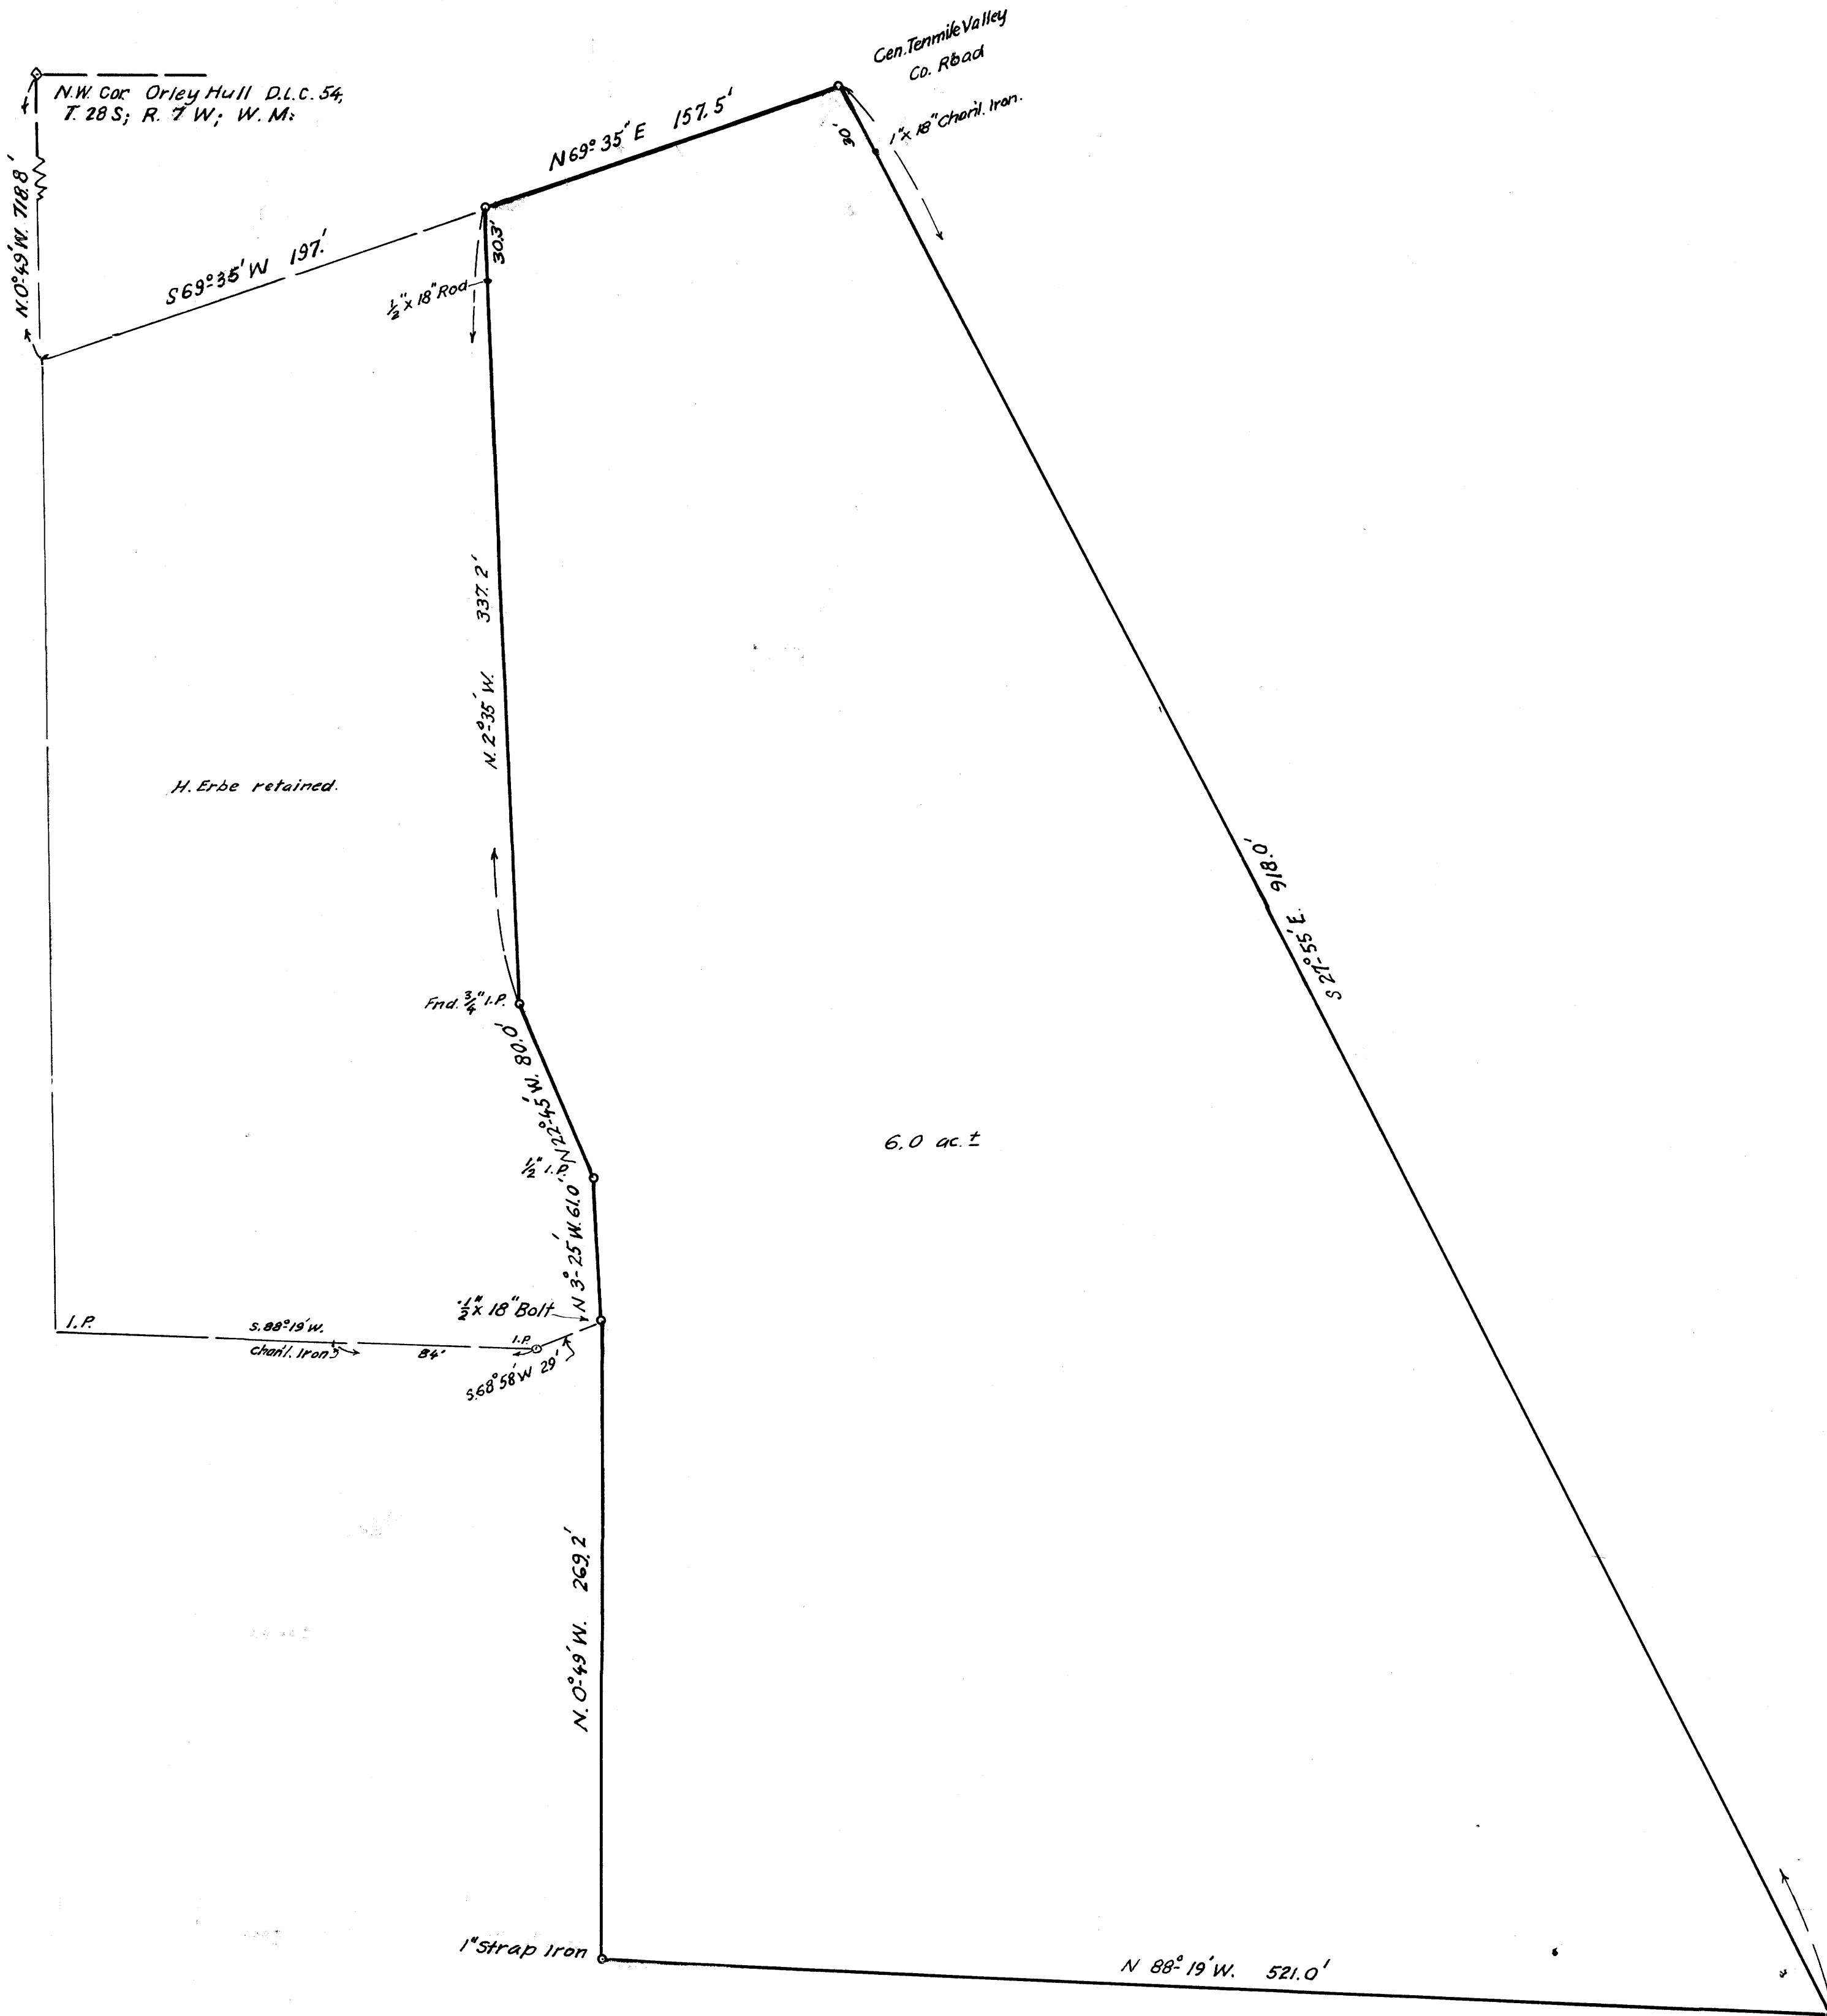 Cen. Tenmile Valley
Co. Road
N.W. Cor. Orley Hull D.L.C. 54,
T. 28 S; R. 7 W; W. M.
1" x 18" Chan'l. Iron.
30'
N 69° 35" E 157.5'
N. 0°-49' W. 718.8'
S 69° 35' W 197.'
30.3'
1/2" x 18" Rod
337.2'
N. 2°-35' W.
H. Erbe retained.
S 27°-55' E. 918.0'
Fnd. 3/4" I.P.
N 22°-45' W. 80.0'
6.0 ac. ±
1/2" I.P.
N 3°-25' W. 61.0'
1/2" x 18" Bolt
I.P.
S. 88°-19' W.
Chan'l. Iron
84'
I.P.
S. 68° 58' W 29'
N. 0°-49' W. 269.2'
1" Strap Iron
N 88°-19' W. 521.0'